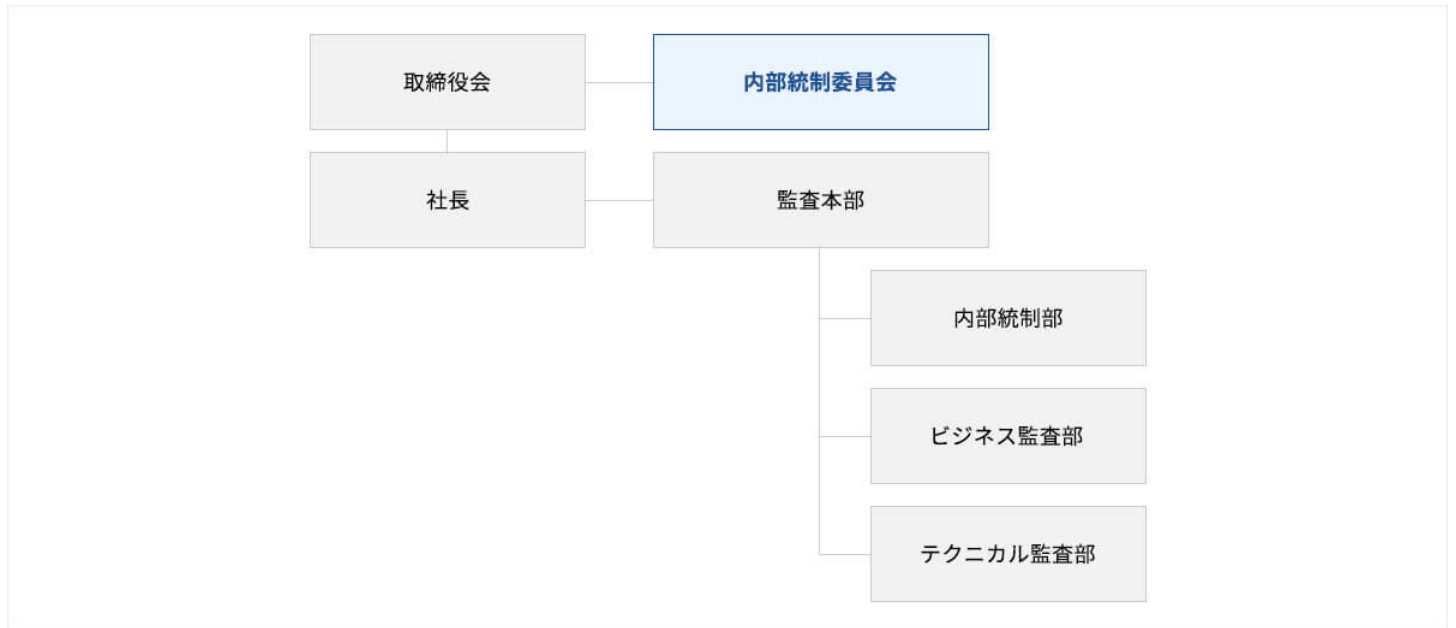 取締役会
内部統制委員会
社長
監査本部
内部統制部
ビジネス監査部
テクニカル監査部